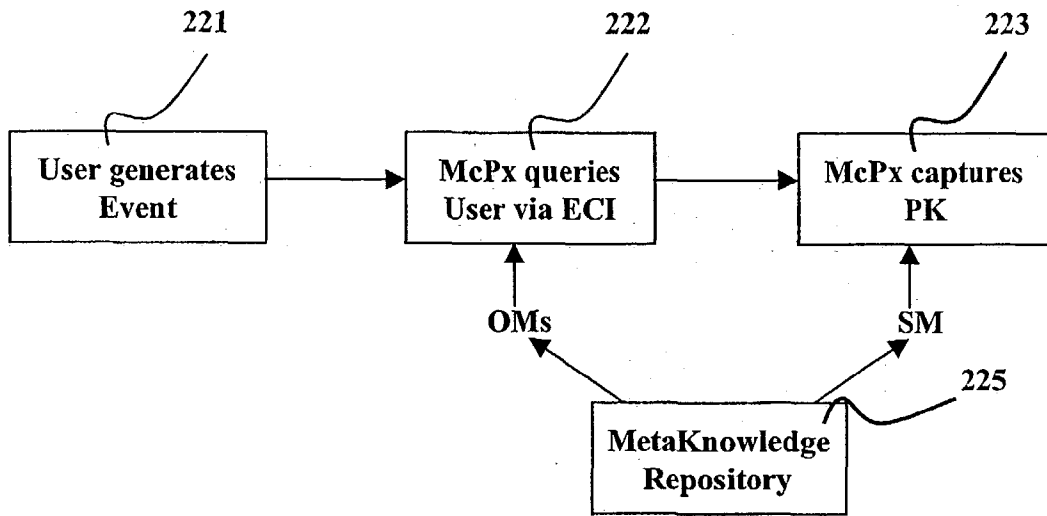 221
222
223
User generates
Event
McPx queries
User via ECI
McPx captures
PK
OMs
SM
225
MetaKnowledge
Repository